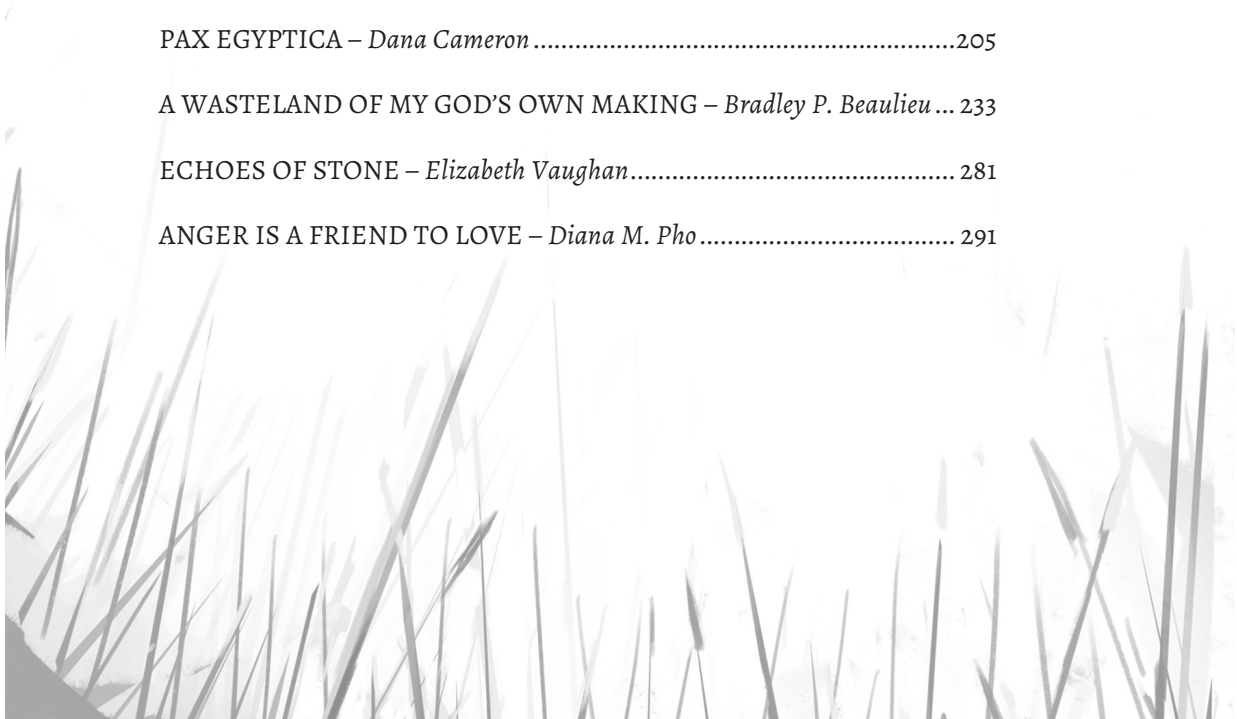 PAX EGYPTICA – Dana Cameron ..............................................................205
A WASTELAND OF MY GOD’S OWN MAKING – Bradley P. Beaulieu ... 233
ECHOES OF STONE – Elizabeth Vaughan ................................................ 281
ANGER IS A FRIEND TO LOVE – Diana M. Pho ...................................... 291